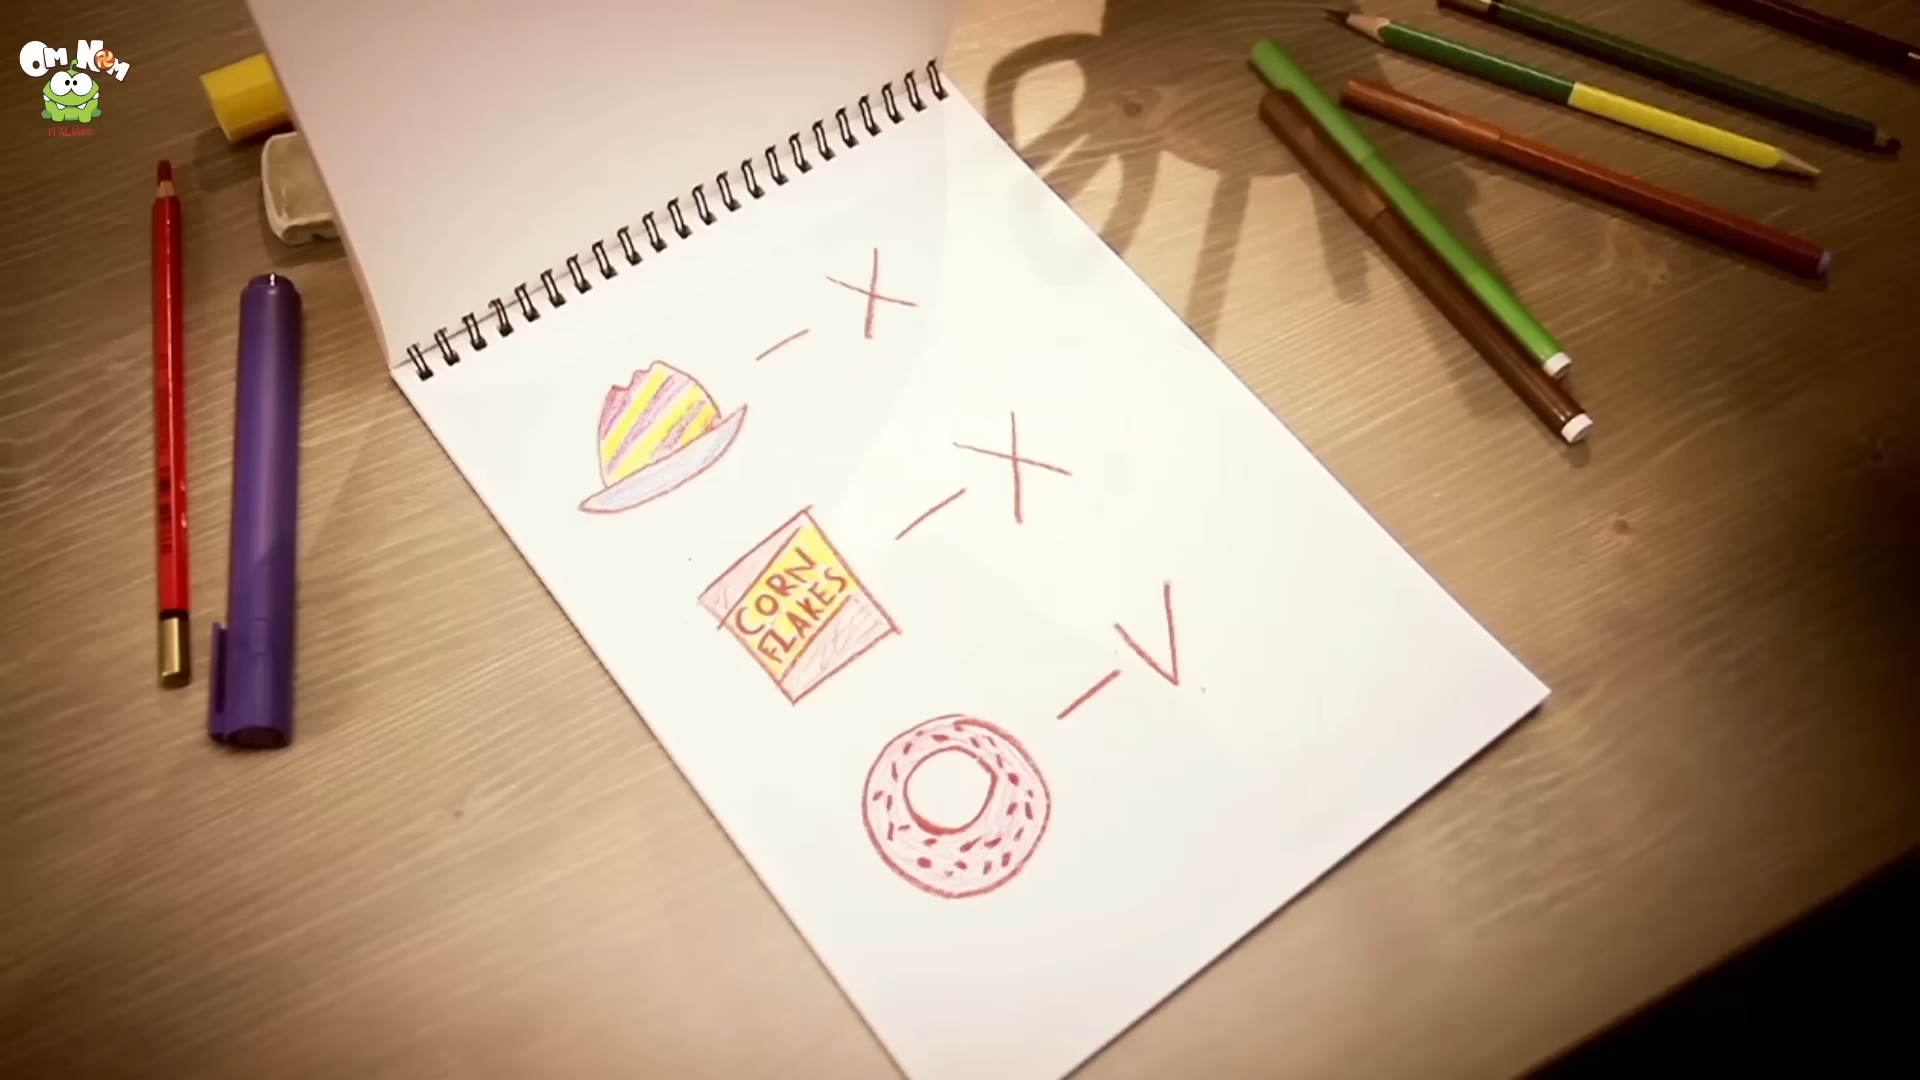 OM NOM
ITALIANO
- X
- X
CORN
FLAKES
- V